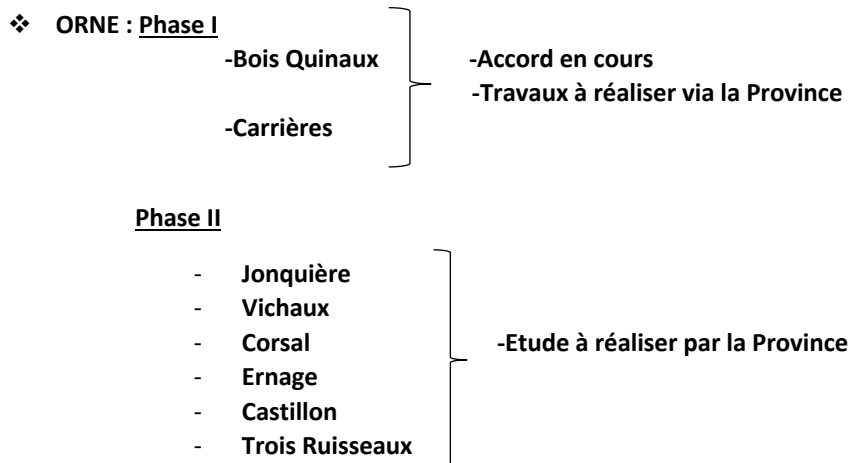 ❖ ORNE : Phase I
-Bois Quinaux -Accord en cours
-Travaux à réaliser via la Province
-Carrières
Phase II
- Jonquière
- Vichaux
- Corsal -Etude à réaliser par la Province
- Ernage
- Castillon
- Trois Ruisseaux